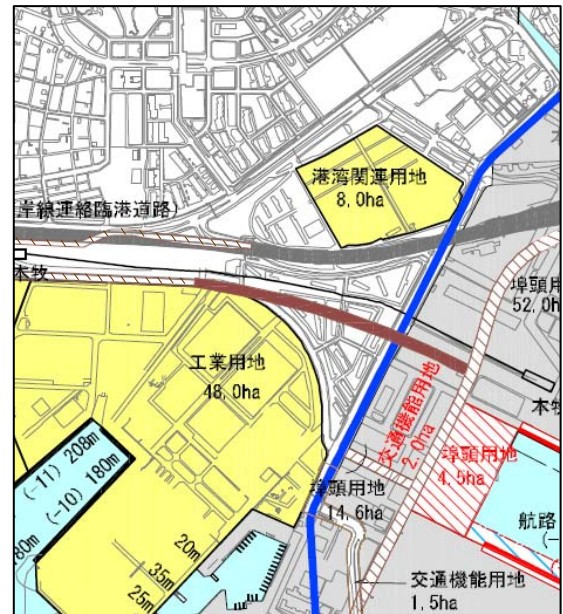 港湾関連用地
8,0ha
岸線連絡臨港道路)
本牧
埠頭用
52,0h
工業用地
48,0ha
本牧
交通機能用地
2,0ha
埠頭用地
4,5ha
(-11) 208m
(-10) 180m
80m
埠頭用地
14,6ha
航路
(-
20m
35m
25m
交通機能用地
1,5ha